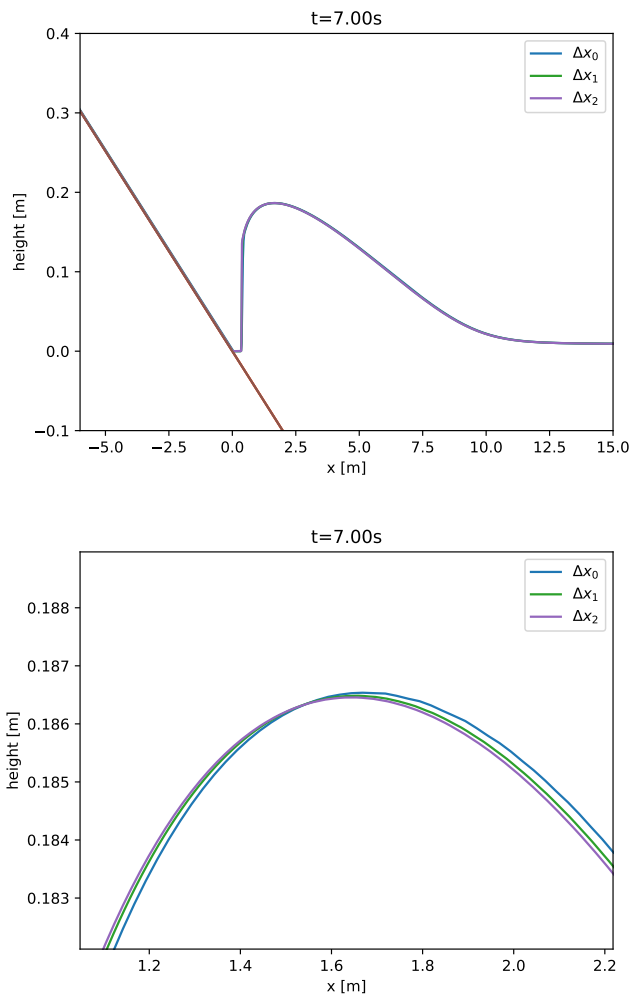 t=7.00s
Δx₀
Δx₁
Δx₂
height [m]
0.4
0.3
0.2
0.1
0.0
−0.1
−5.0 −2.5 0.0 2.5 5.0 7.5 10.0 12.5 15.0
x [m]
t=7.00s
Δx₀
Δx₁
Δx₂
height [m]
0.188
0.187
0.186
0.185
0.184
0.183
1.2 1.4 1.6 1.8 2.0 2.2
x [m]